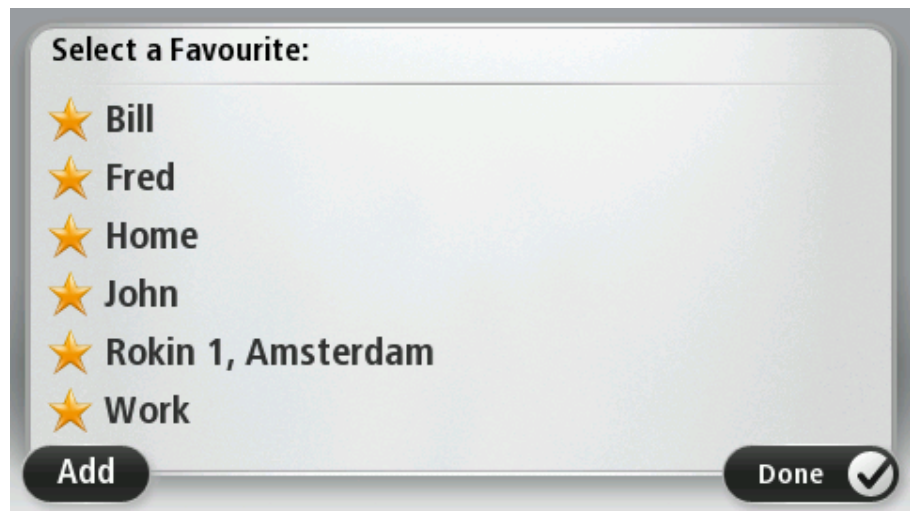 Select a Favourite:
Bill
Fred
Home
John
Rokin 1, Amsterdam
Work
Add
Done